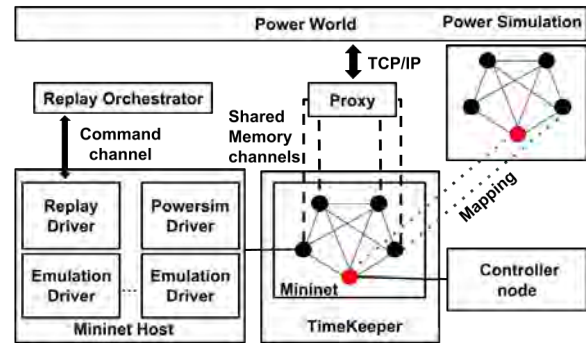 Power World
Power Simulation
TCP/IP
Replay Orchestrator
Proxy
Command
channel
Shared
Memory
channels
Mapping
Replay
Driver
Powersim
Driver
Emulation
Driver
...
Emulation
Driver
Mininet Host
Mininet
TimeKeeper
Controller
node